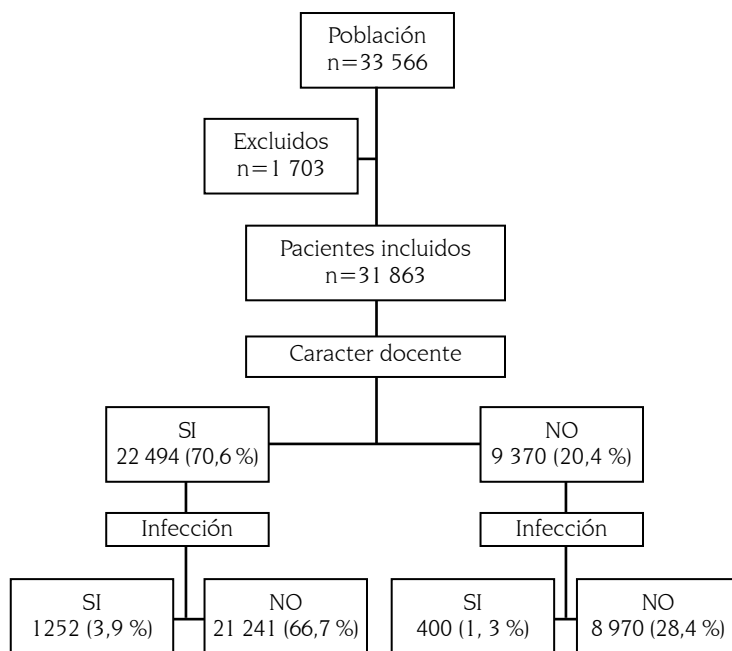 Población
n=33 566
Excluidos
n=1 703
Pacientes incluidos
n=31 863
Caracter docente
SI
22 494 (70,6 %)
NO
9 370 (20,4 %)
Infección
Infección
SI
1252 (3,9 %)
NO
21 241 (66,7 %)
SI
400 (1, 3 %)
NO
8 970 (28,4 %)